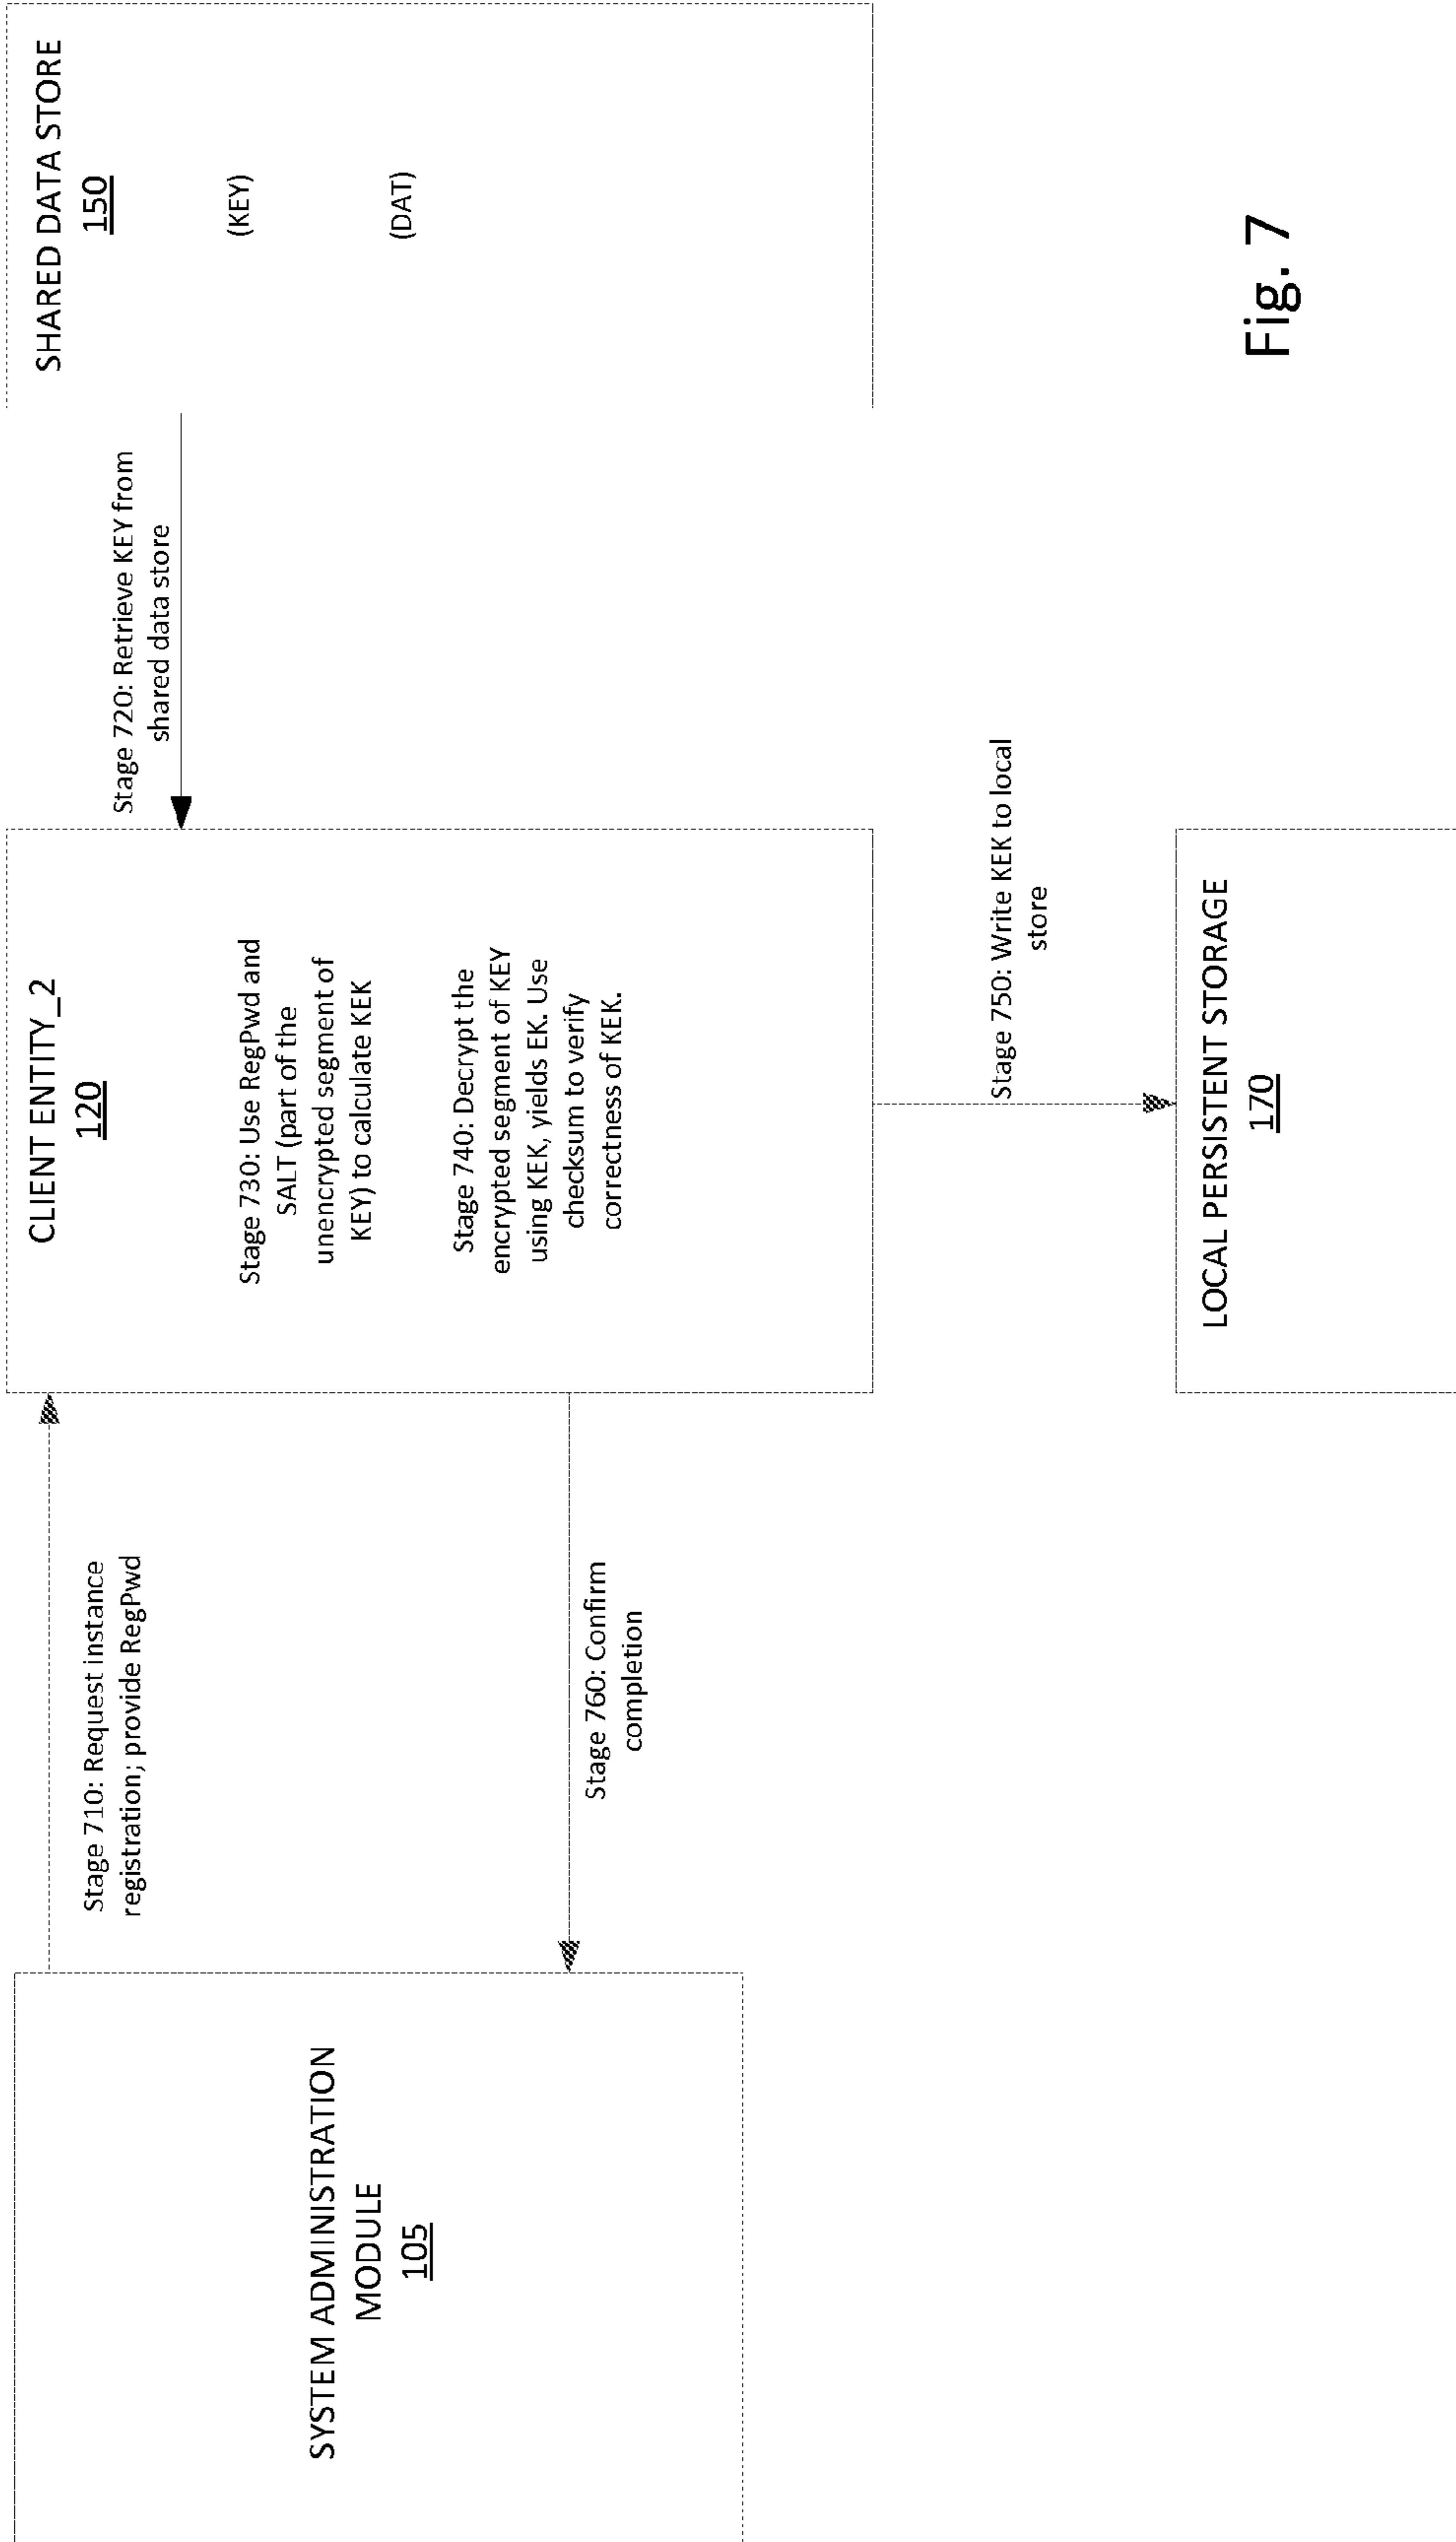 SYSTEM ADMINISTRATION
MODULE
105
Stage 710: Request instance
registration; provide RegPwd
Stage 760: Confirm
completion
CLIENT ENTITY_2
120
Stage 730: Use RegPwd and
SALT (part of the
unencrypted segment of
KEY) to calculate KEK
Stage 740: Decrypt the
encrypted segment of KEY
using KEK, yields EK. Use
checksum to verify
correctness of KEK.
Stage 720: Retrieve KEY from
shared data store
SHARED DATA STORE
150
(KEY)
(DAT)
Stage 750: Write KEK to local
store
LOCAL PERSISTENT STORAGE
170
Fig. 7